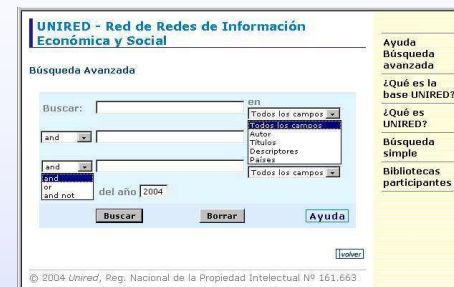 UNIRED - Red de Redes de Información
Económica y Social
Búsqueda Avanzada
Buscar:
en
Todos los campos
Todos los campos
Autor
Títulos
Descriptores
Países
and
and
Todos los campos
and
or
and not
del año 2004
Buscar
Borrar
Ayuda
volver
© 2004 Unired, Reg. Nacional de la Propiedad Intelectual Nº 161.663
Ayuda
Búsqueda
avanzada
¿Qué es la
base UNIRED?
¿Qué es
UNIRED?
Búsqueda
simple
Bibliotecas
participantes